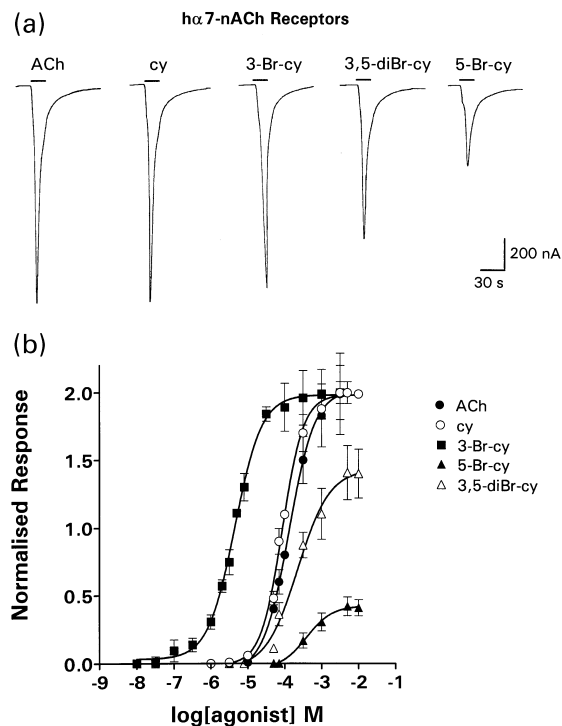 (a)
hα7-nACh Receptors
ACh cy 3-Br-cy 3,5-diBr-cy 5-Br-cy
200 nA
30 s
(b)
Normalised Response
2.0
1.5
1.0
0.5
0.0
-9 -8 -7 -6 -5 -4 -3 -2 -1
log[agonist] M
ACh
cy
3-Br-cy
5-Br-cy
3,5-diBr-cy